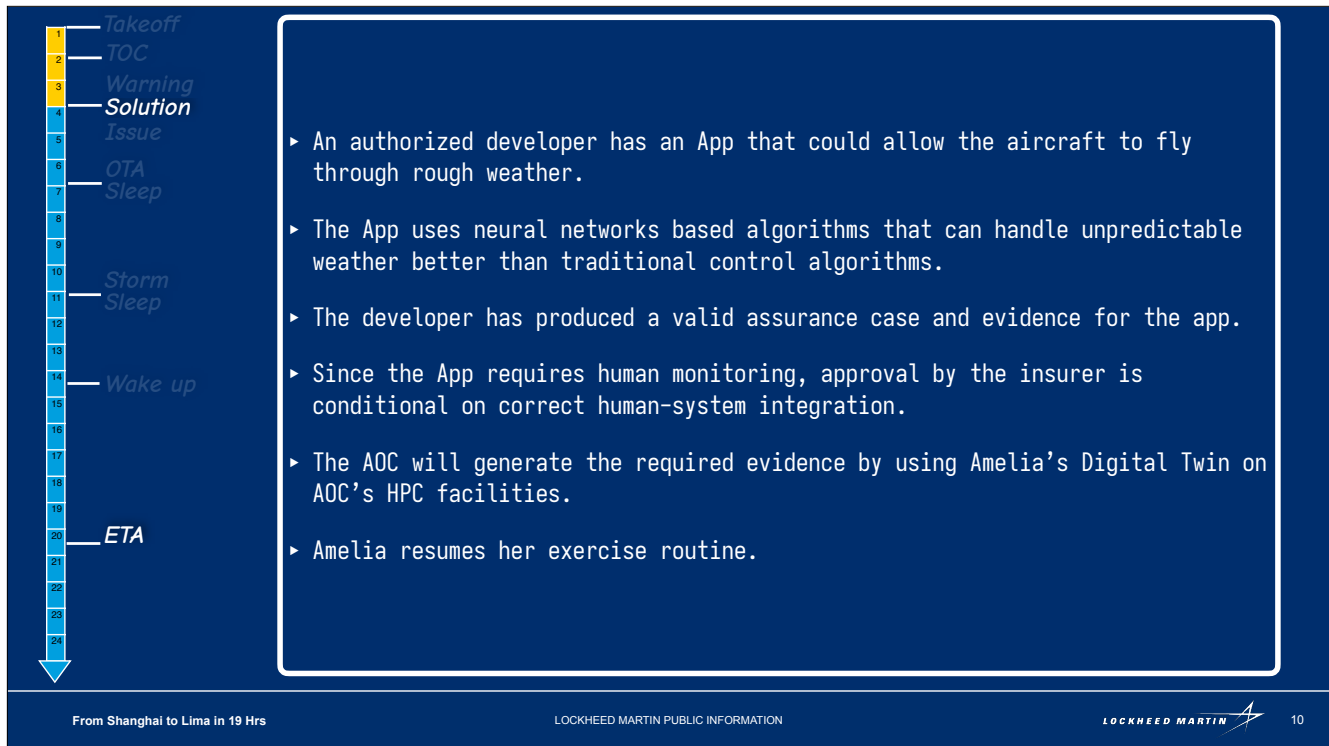 Takeoff
TOC
Warning
Solution
Issue
OTA
Sleep
Storm
Sleep
Wake up
ETA
1
2
3
4
5
6
7
8
9
10
11
12
13
14
15
16
17
18
19
20
21
22
23
24
▸ An authorized developer has an App that could allow the aircraft to fly
through rough weather.
▸ The App uses neural networks based algorithms that can handle unpredictable
weather better than traditional control algorithms.
▸ The developer has produced a valid assurance case and evidence for the app.
▸ Since the App requires human monitoring, approval by the insurer is
conditional on correct human-system integration.
▸ The AOC will generate the required evidence by using Amelia’s Digital Twin on
AOC’s HPC facilities.
▸ Amelia resumes her exercise routine.
From Shanghai to Lima in 19 Hrs
LOCKHEED MARTIN PUBLIC INFORMATION
LOCKHEED MARTIN
10